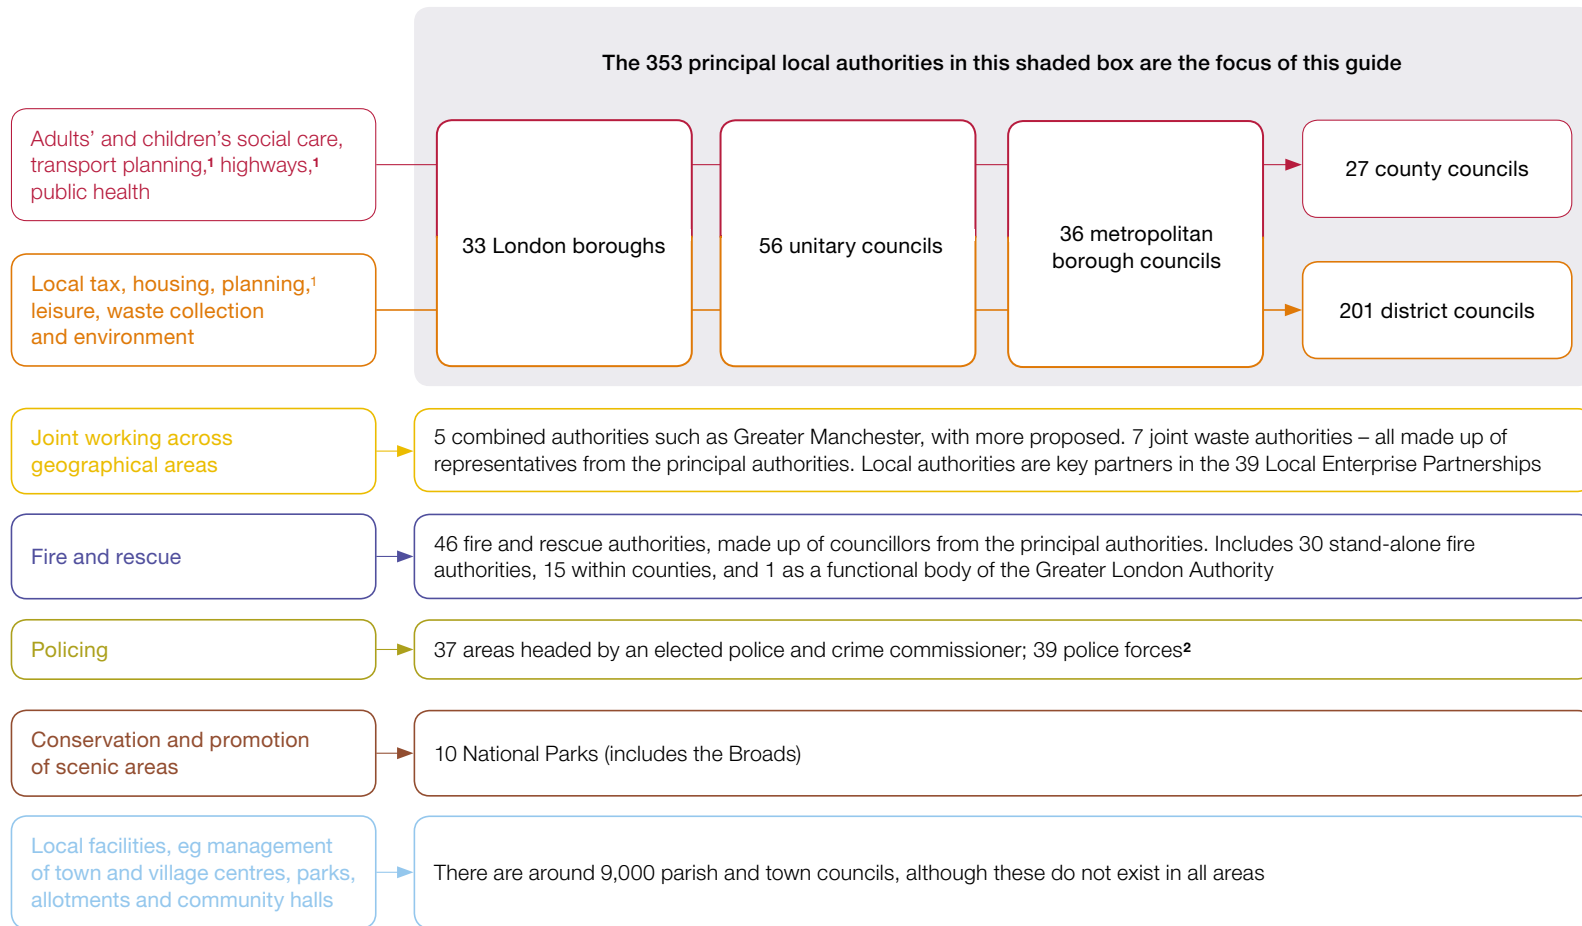 The 353 principal local authorities in this shaded box are the focus of this guide
Adults’ and children’s social care,
transport planning,¹ highways,¹
public health
33 London boroughs
56 unitary councils
36 metropolitan
borough councils
27 county councils
Local tax, housing, planning,¹
leisure, waste collection
and environment
201 district councils
Joint working across
geographical areas
5 combined authorities such as Greater Manchester, with more proposed. 7 joint waste authorities – all made up of
representatives from the principal authorities. Local authorities are key partners in the 39 Local Enterprise Partnerships
Fire and rescue
46 fire and rescue authorities, made up of councillors from the principal authorities. Includes 30 stand-alone fire
authorities, 15 within counties, and 1 as a functional body of the Greater London Authority
Policing
37 areas headed by an elected police and crime commissioner; 39 police forces²
Conservation and promotion
of scenic areas
10 National Parks (includes the Broads)
Local facilities, eg management
of town and village centres, parks,
allotments and community halls
There are around 9,000 parish and town councils, although these do not exist in all areas